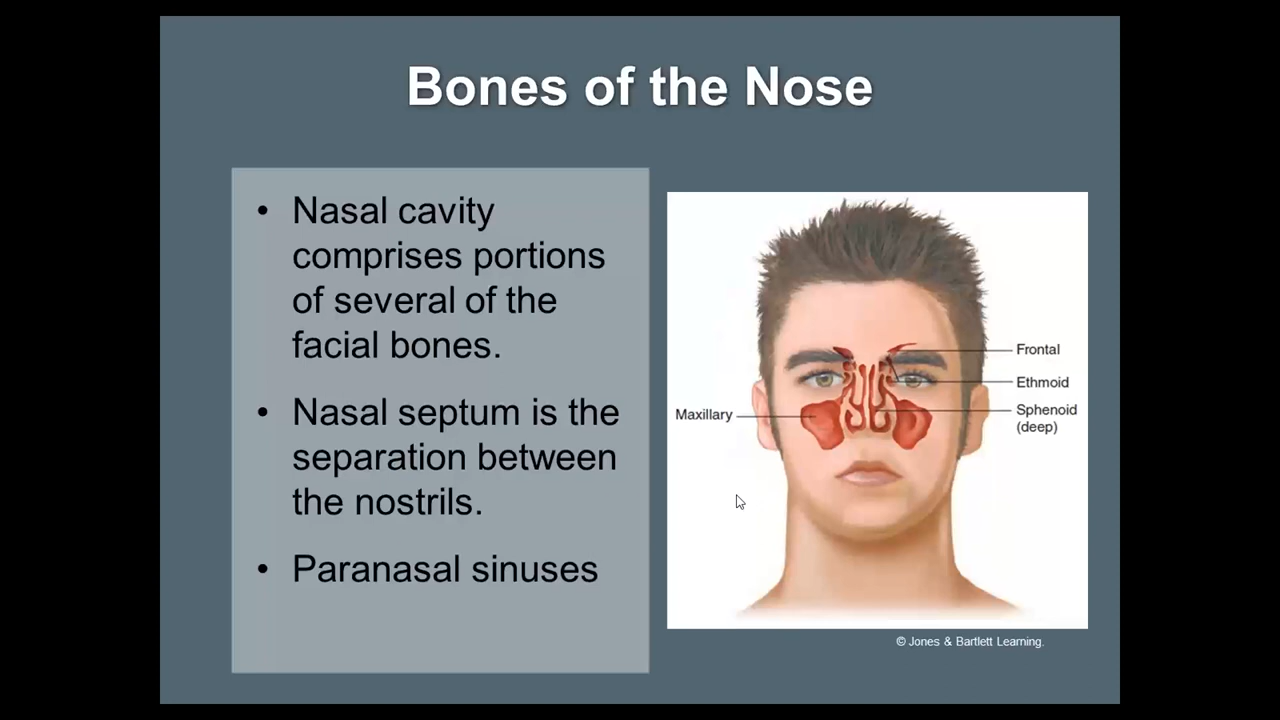 Bones of the Nose
• Nasal cavity
comprises portions
of several of the
facial bones.
• Nasal septum is the
separation between
the nostrils.
• Paranasal sinuses
Frontal
Ethmoid
Maxillary
Sphenoid
(deep)
© Jones & Bartlett Learning.